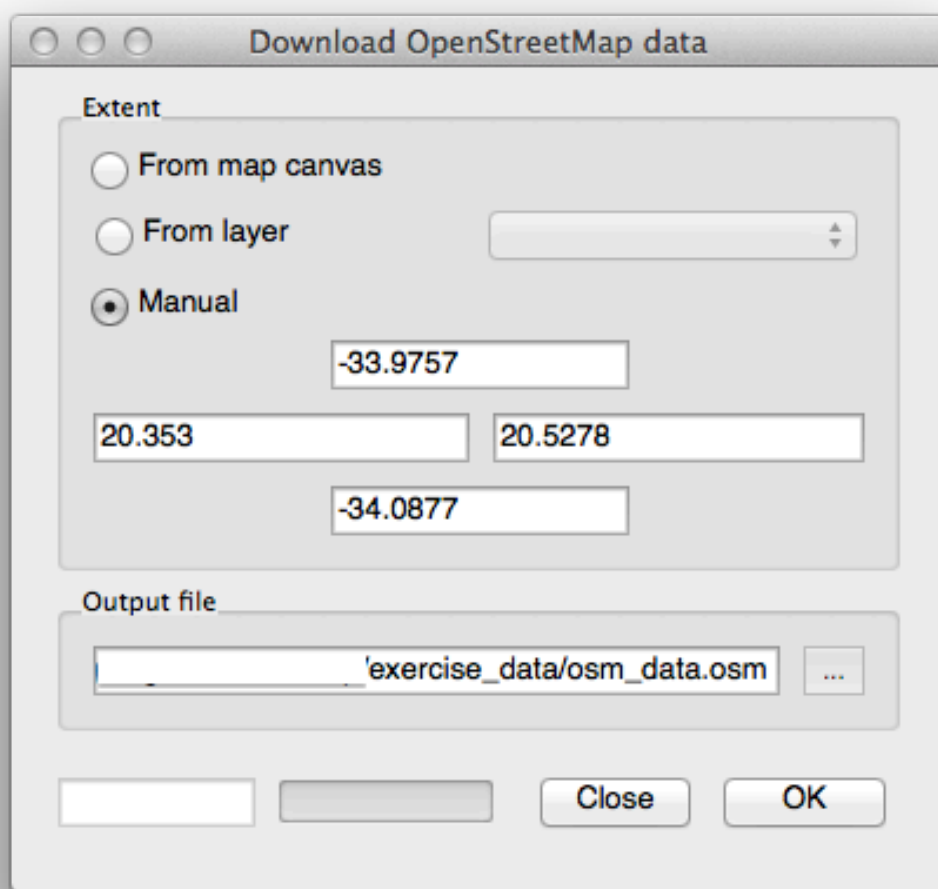 Download OpenStreetMap data
Extent
From map canvas
From layer
Manual
-33.9757
20.353 20.5278
-34.0877
Output file
/exercise_data/osm_data.osm ...
Close OK